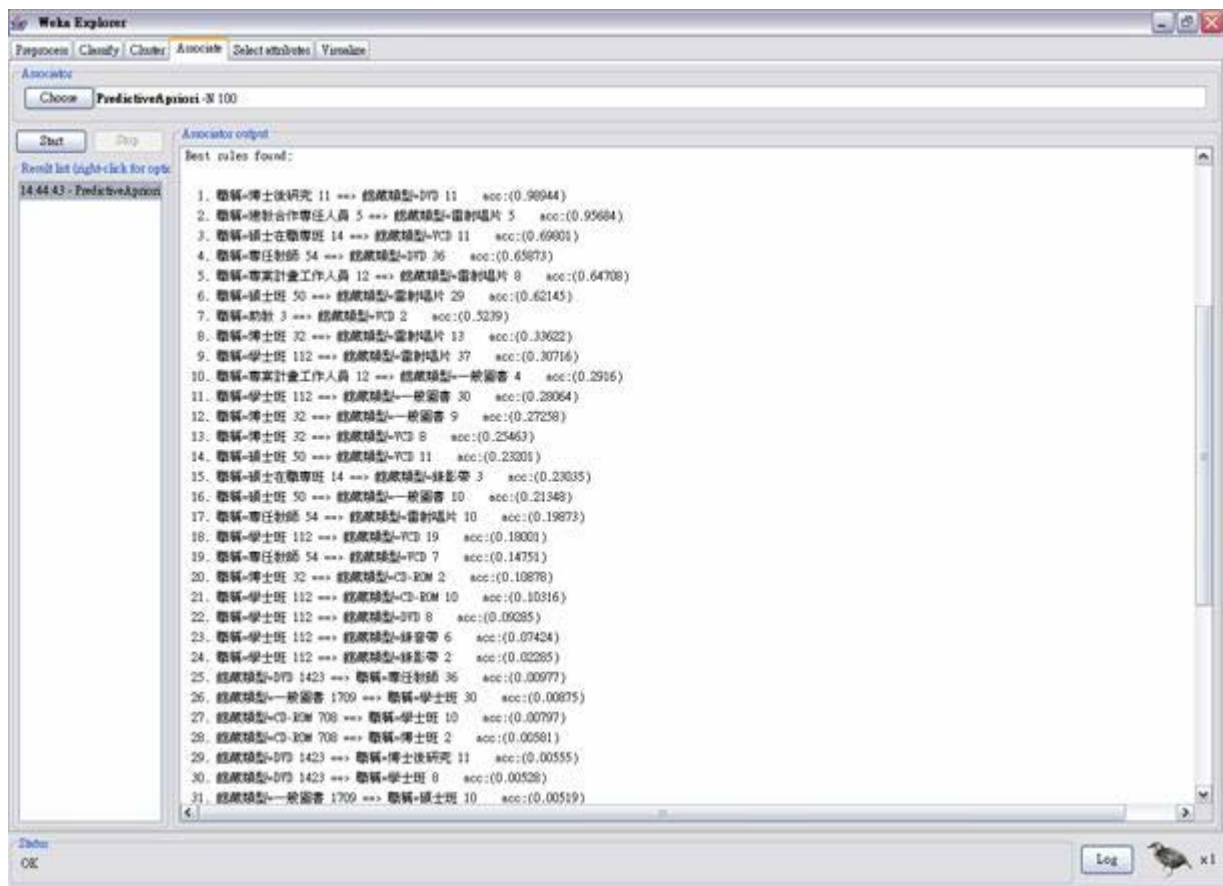 Weka Explorer
Preprocess Classify Cluster Associate Select attributes Visualize
Associator
Choose PredictiveApriori -N 100
Start Stop
Associator output
Result list (right-click for optic
14:44:43 - PredictiveApriori
Best rules found:
1. 職稱=博士後研究 11 ==> 館藏類型=DVD 11 acc:(0.98944)
2. 職稱=建教合作專任人員 5 ==> 館藏類型=雷射唱片 5 acc:(0.95684)
3. 職稱=碩士在職專班 14 ==> 館藏類型=VCD 11 acc:(0.69801)
4. 職稱=專任教師 54 ==> 館藏類型=DVD 36 acc:(0.65873)
5. 職稱=專案計畫工作人員 12 ==> 館藏類型=雷射唱片 8 acc:(0.64708)
6. 職稱=碩士班 50 ==> 館藏類型=雷射唱片 29 acc:(0.62145)
7. 職稱=助教 3 ==> 館藏類型=VCD 2 acc:(0.5239)
8. 職稱=博士班 32 ==> 館藏類型=雷射唱片 13 acc:(0.33622)
9. 職稱=學士班 112 ==> 館藏類型=雷射唱片 37 acc:(0.30716)
10. 職稱=專案計畫工作人員 12 ==> 館藏類型=一般圖書 4 acc:(0.2916)
11. 職稱=學士班 112 ==> 館藏類型=一般圖書 30 acc:(0.28064)
12. 職稱=博士班 32 ==> 館藏類型=一般圖書 9 acc:(0.27258)
13. 職稱=博士班 32 ==> 館藏類型=VCD 8 acc:(0.25463)
14. 職稱=碩士班 50 ==> 館藏類型=VCD 11 acc:(0.23201)
15. 職稱=碩士在職專班 14 ==> 館藏類型=錄影帶 3 acc:(0.23035)
16. 職稱=碩士班 50 ==> 館藏類型=一般圖書 10 acc:(0.21348)
17. 職稱=專任教師 54 ==> 館藏類型=雷射唱片 10 acc:(0.19873)
18. 職稱=學士班 112 ==> 館藏類型=VCD 19 acc:(0.18001)
19. 職稱=專任教師 54 ==> 館藏類型=VCD 7 acc:(0.14751)
20. 職稱=博士班 32 ==> 館藏類型=CD-ROM 2 acc:(0.10878)
21. 職稱=學士班 112 ==> 館藏類型=CD-ROM 10 acc:(0.10316)
22. 職稱=學士班 112 ==> 館藏類型=DVD 8 acc:(0.09285)
23. 職稱=學士班 112 ==> 館藏類型=錄音帶 6 acc:(0.07424)
24. 職稱=學士班 112 ==> 館藏類型=錄影帶 2 acc:(0.02285)
25. 館藏類型=DVD 1423 ==> 職稱=專任教師 36 acc:(0.00977)
26. 館藏類型=一般圖書 1709 ==> 職稱=學士班 30 acc:(0.00875)
27. 館藏類型=CD-ROM 708 ==> 職稱=學士班 10 acc:(0.00797)
28. 館藏類型=CD-ROM 708 ==> 職稱=博士班 2 acc:(0.00581)
29. 館藏類型=DVD 1423 ==> 職稱=博士後研究 11 acc:(0.00555)
30. 館藏類型=DVD 1423 ==> 職稱=學士班 8 acc:(0.00528)
31. 館藏類型=一般圖書 1709 ==> 職稱=碩士班 10 acc:(0.00519)
Status
OK
Log
x1